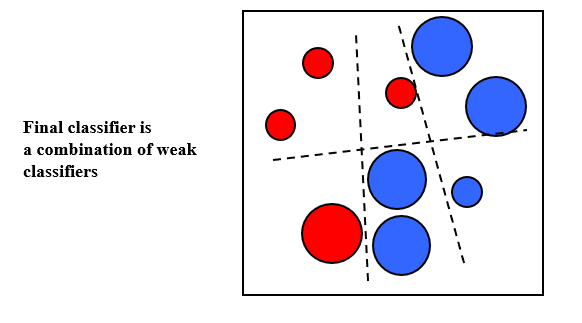 Final classifier is
a combination of weak
classifiers